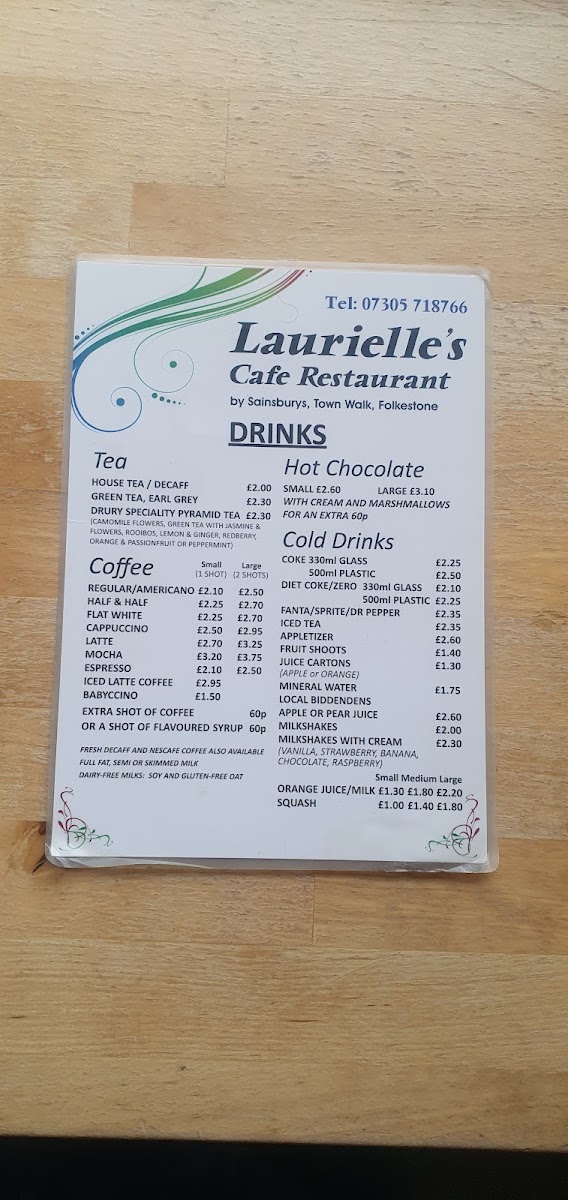 Tel: 07305 718766
Laurielle's
Cafe Restaurant
by Sainsburys, Town Walk, Folkestone
DRINKS
Tea
HOUSE TEA / DECAFF £2.00
GREEN TEA, EARL GREY £2.30
DRURY SPECIALITY PYRAMID TEA £2.30
(CAMOMILE FLOWERS, GREEN TEA WITH JASMINE &
FLOWERS, ROOIBOS, LEMON & GINGER, REDBERRY,
ORANGE & PASSIONFRUIT OR PEPPERMINT)
Coffee Small Large
(1 SHOT) (2 SHOTS)
REGULAR/AMERICANO £2.10 £2.50
HALF & HALF £2.25 £2.70
FLAT WHITE £2.25 £2.70
CAPPUCCINO £2.50 £2.95
LATTE £2.70 £3.25
MOCHA £3.20 £3.75
ESPRESSO £2.10 £2.50
ICED LATTE COFFEE £2.95
BABYCCINO £1.50
EXTRA SHOT OF COFFEE 60p
OR A SHOT OF FLAVOURED SYRUP 60p
FRESH DECAFF AND NESCAFE COFFEE ALSO AVAILABLE
FULL FAT, SEMI OR SKIMMED MILK
DAIRY-FREE MILKS: SOY AND GLUTEN-FREE OAT
Hot Chocolate
SMALL £2.60 LARGE £3.10
WITH CREAM AND MARSHMALLOWS
FOR AN EXTRA 60p
Cold Drinks
COKE 330ml GLASS £2.25
500ml PLASTIC £2.50
DIET COKE/ZERO 330ml GLASS £2.10
500ml PLASTIC £2.25
FANTA/SPRITE/DR PEPPER £2.35
ICED TEA £2.35
APPLETIZER £2.60
FRUIT SHOOTS £1.40
JUICE CARTONS £1.30
(APPLE or ORANGE)
MINERAL WATER £1.75
LOCAL BIDDENDENS
APPLE OR PEAR JUICE £2.60
MILKSHAKES £2.00
MILKSHAKES WITH CREAM £2.30
(VANILLA, STRAWBERRY, BANANA,
CHOCOLATE, RASPBERRY)
Small Medium Large
ORANGE JUICE/MILK £1.30 £1.80 £2.20
SQUASH £1.00 £1.40 £1.80